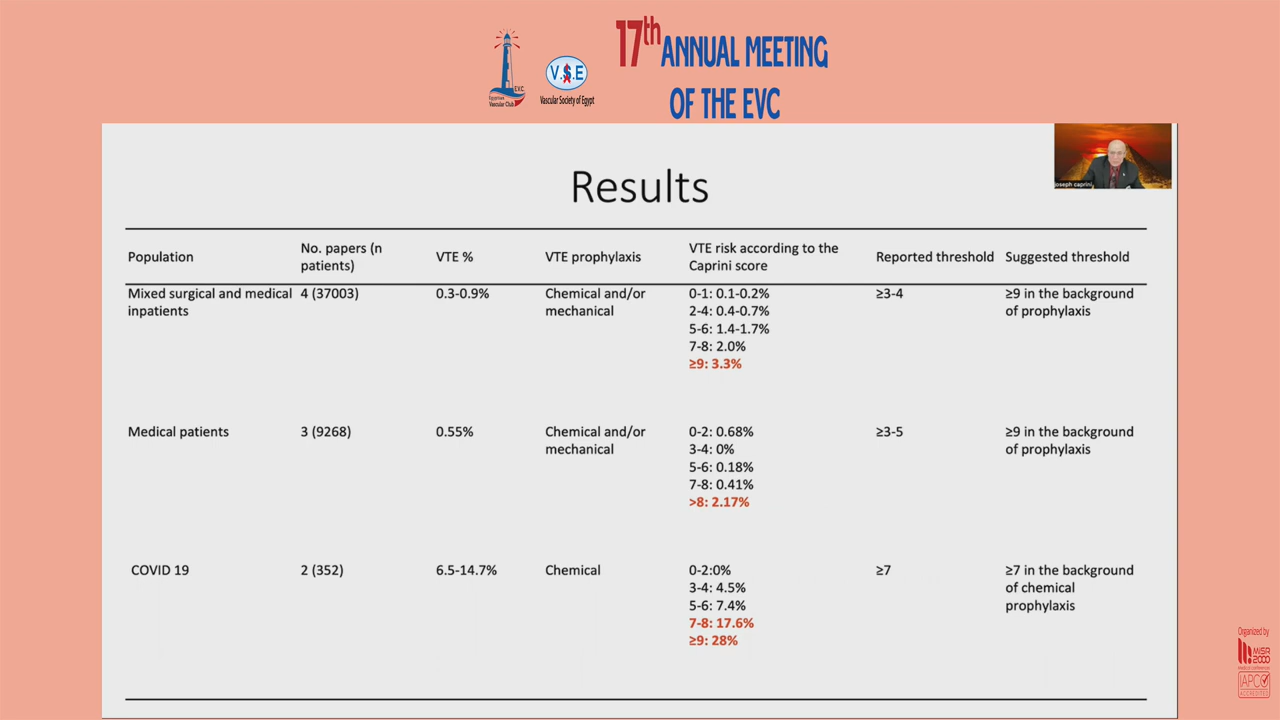 17th ANNUAL MEETING
OF THE EVC
E.V.C.
Egyptian
Vascular Club
V.S.E
Vascular Society of Egypt
joseph caprini
Results
Population
No. papers (n
patients)
VTE %
VTE prophylaxis
VTE risk according to the
Caprini score
Reported threshold
Suggested threshold
Mixed surgical and medical
inpatients
4 (37003)
0.3-0.9%
Chemical and/or
mechanical
0-1: 0.1-0.2%
2-4: 0.4-0.7%
5-6: 1.4-1.7%
7-8: 2.0%
≥9: 3.3%
≥3-4
≥9 in the background
of prophylaxis
Medical patients
3 (9268)
0.55%
Chemical and/or
mechanical
0-2: 0.68%
3-4: 0%
5-6: 0.18%
7-8: 0.41%
>8: 2.17%
≥3-5
≥9 in the background
of prophylaxis
COVID 19
2 (352)
6.5-14.7%
Chemical
0-2:0%
3-4: 4.5%
5-6: 7.4%
7-8: 17.6%
≥9: 28%
≥7
≥7 in the background
of chemical
prophylaxis
Organized by
MiSR
2000
IAPCO
ACCREDITED